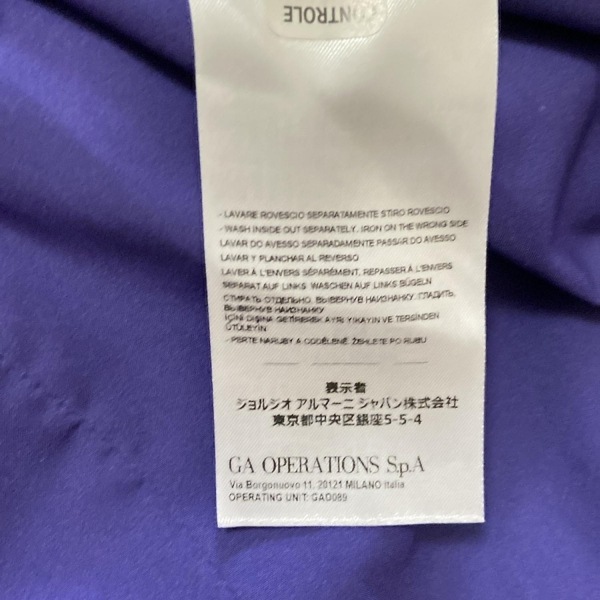 CONTROLE
- LAVARE ROVESCIO SEPARATAMENTE STIRO ROVESCIO
- WASH INSIDE OUT SEPARATELY, IRON ON THE WRONG SIDE
LAVAR DO AVESSO SEPARADAMENTE PASSAR DO AVESSO
LAVAR Y PLANCHAR AL REVERSO
LAVER À L'ENVERS SÉPARÉMENT, REPASSER À L'ENVERS
SEPARAT AUF LINKS WASCHEN AUF LINKS BÜGELN
СТИРАТЬ ОТДЕЛЬНО, ВЫВЕРНУВ НАИЗНАНКУ. ГЛАДИТЬ,
ВЫВЕРНУВ НАИЗНАНКУ
İÇİNİ DIŞINA GETİREREK AYRI YIKAYIN VE TERSİNDEN
ÜTÜLEYİN
- PERTE NARUBY A ODDĚLENĚ, ŽEHLETE PO RUBU
表示者
ジョルジオ アルマーニ ジャパン株式会社
東京都中央区銀座5-5-4
GA OPERATIONS S.p.A
Via Borgonuovo 11, 20121 MILANO Italia
OPERATING UNIT: GAO089